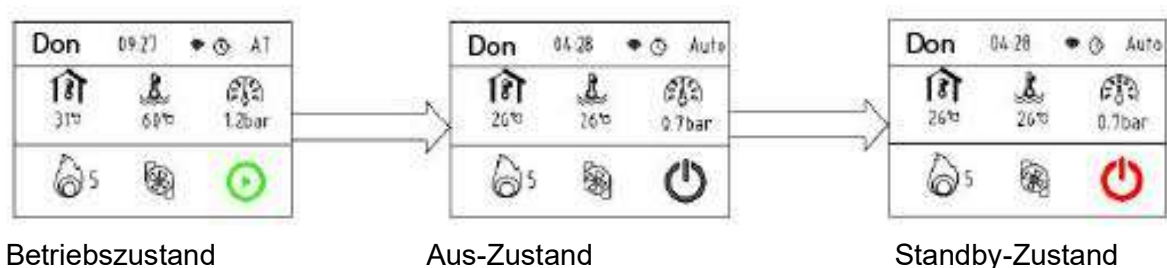 Don 09:27 AT
31℃ 60℃ 1.2bar
5
Don 04:28 Auto
26℃ 26℃ 0.7bar
5
Don 04:28 Auto
26℃ 26℃ 0.7bar
5
Betriebszustand
Aus-Zustand
Standby-Zustand